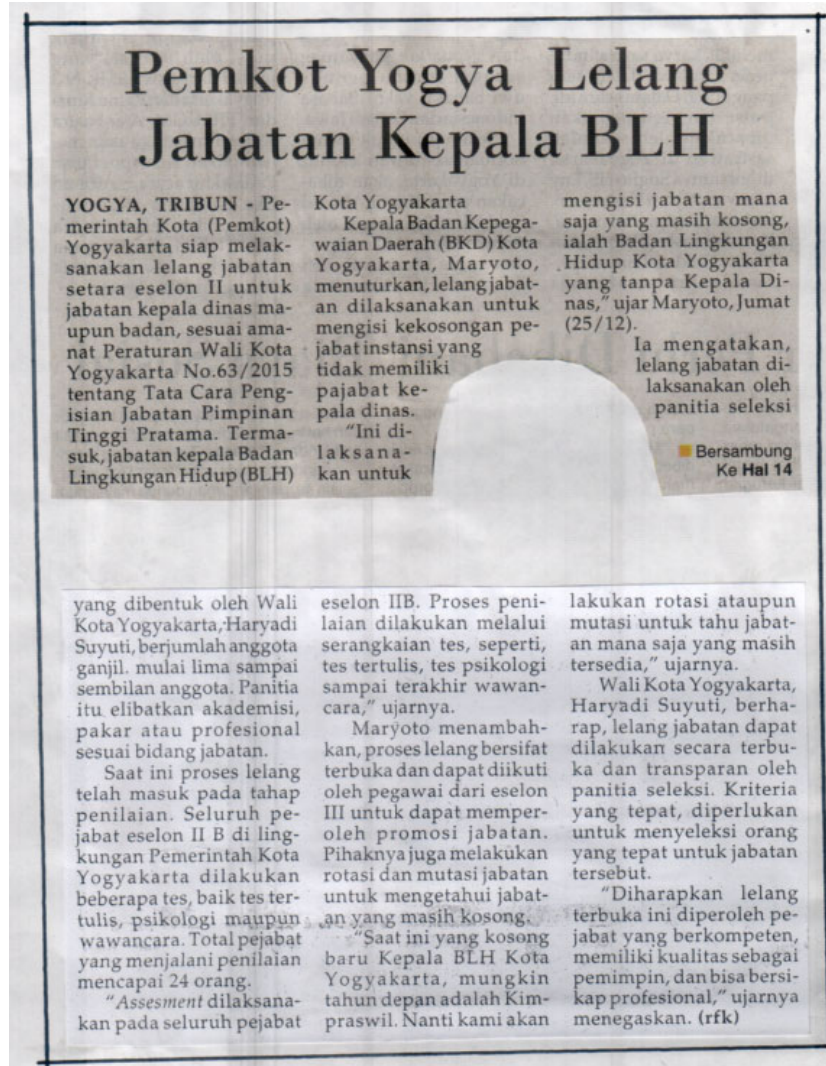 Pemkot Yogya Lelang
Jabatan Kepala BLH
YOGYA, TRIBUN - Pe-
merintah Kota (Pemkot)
Yogyakarta siap melak-
sanakan lelang jabatan
setara eselon II untuk
jabatan kepala dinas ma-
upun badan, sesuai ama-
nat Peraturan Wali Kota
Yogyakarta No.63/2015
tentang Tata Cara Peng-
isian Jabatan Pimpinan
Tinggi Pratama. Terma-
suk, jabatan kepala Badan
Lingkungan Hidup (BLH)
Kota Yogyakarta
Kepala Badan Kepega-
waian Daerah (BKD) Kota
Yogyakarta, Maryoto,
menuturkan, lelang jabat-
an dilaksanakan untuk
mengisi kekosongan pe-
jabat instansi yang
tidak memiliki
pajabat ke-
pala dinas.
"Ini di-
laksana-
kan untuk
mengisi jabatan mana
saja yang masih kosong,
ialah Badan Lingkungan
Hidup Kota Yogyakarta
yang tanpa Kepala Di-
nas," ujar Maryoto, Jumat
(25/12).
Ia mengatakan,
lelang jabatan di-
laksanakan oleh
panitia seleksi
Bersambung
Ke Hal 14
yang dibentuk oleh Wali
Kota Yogyakarta, Haryadi
Suyuti, berjumlah anggota
ganjil. mulai lima sampai
sembilan anggota. Panitia
itu elibatkan akademisi,
pakar atau profesional
sesuai bidang jabatan.
Saat ini proses lelang
telah masuk pada tahap
penilaian. Seluruh pe-
jabat eselon II B di ling-
kungan Pemerintah Kota
Yogyakarta dilakukan
beberapa tes, baik tes ter-
tulis, psikologi maupun
wawancara. Total pejabat
yang menjalani penilaian
mencapai 24 orang.
"Assesment dilaksana-
kan pada seluruh pejabat
eselon IIB. Proses peni-
laian dilakukan melalui
serangkaian tes, seperti,
tes tertulis, tes psikologi
sampai terakhir wawan-
cara," ujarnya.
Maryoto menambah-
kan, proses lelang bersifat
terbuka dan dapat diikuti
oleh pegawai dari eselon
III untuk dapat memper-
oleh promosi jabatan.
Pihaknya juga melakukan
rotasi dan mutasi jabatan
untuk mengetahui jabat-
an yang masih kosong.
"Saat ini yang kosong
baru Kepala BLH Kota
Yogyakarta, mungkin
tahun depan adalah Kim-
praswil. Nanti kami akan
lakukan rotasi ataupun
mutasi untuk tahu jabat-
an mana saja yang masih
tersedia," ujarnya.
Wali Kota Yogyakarta,
Haryadi Suyuti, berha-
rap, lelang jabatan dapat
dilakukan secara terbu-
ka dan transparan oleh
panitia seleksi. Kriteria
yang tepat, diperlukan
untuk menyeleksi orang
yang tepat untuk jabatan
tersebut.
"Diharapkan lelang
terbuka ini diperoleh pe-
jabat yang berkompeten,
memiliki kualitas sebagai
pemimpin, dan bisa bersi-
kap profesional," ujarnya
menegaskan. (rfk)